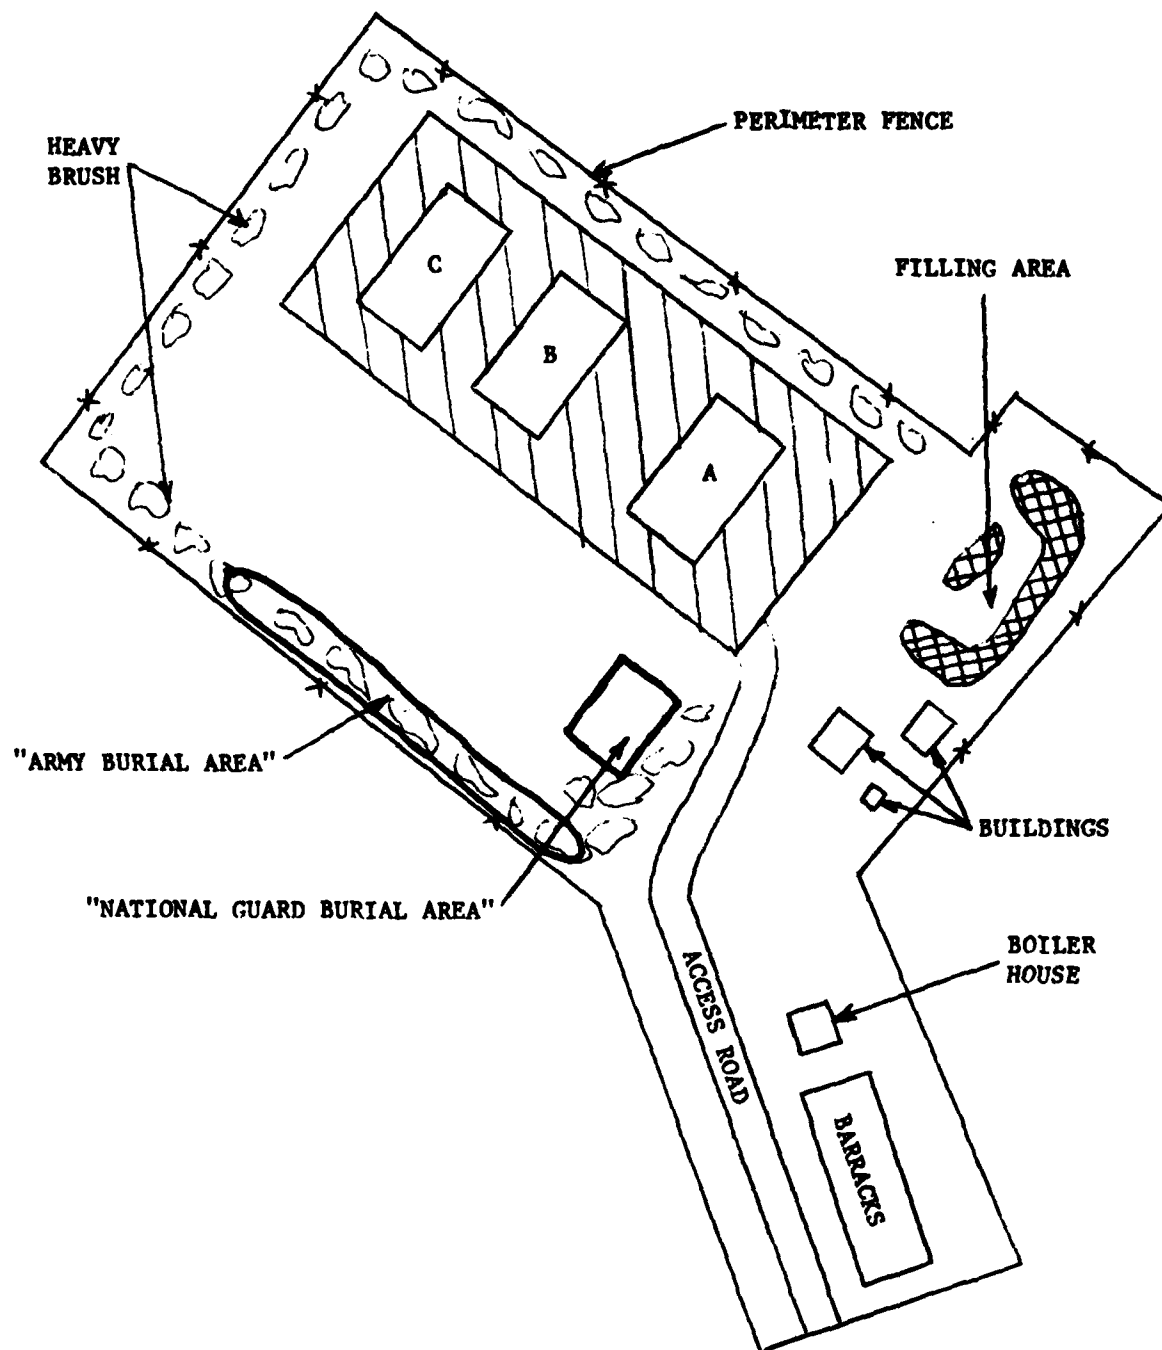 PERIMETER FENCE
HEAVY
BRUSH
FILLING AREA
C
B
A
"ARMY BURIAL AREA"
BUILDINGS
"NATIONAL GUARD BURIAL AREA"
BOILER
HOUSE
ACCESS ROAD
BARRACKS